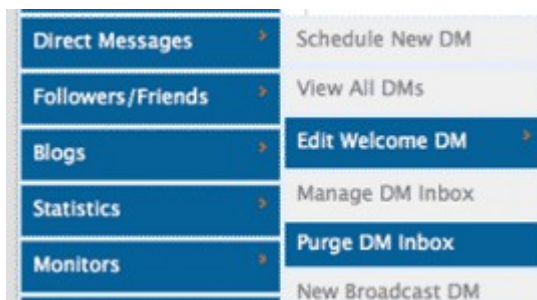 Direct Messages
Followers/Friends
Blogs
Statistics
Monitors
Schedule New DM
View All DMs
Edit Welcome DM
Manage DM Inbox
Purge DM Inbox
New Broadcast DM